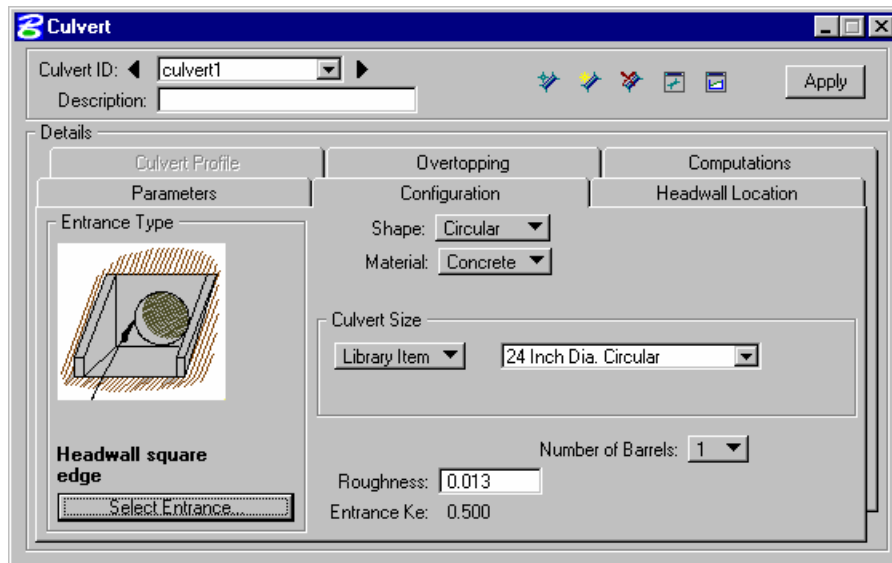 Culvert
Culvert ID: culvert1
Description:
Apply
Details
Culvert Profile Overtopping Computations
Parameters Configuration Headwall Location
Entrance Type
Shape: Circular
Material: Concrete
Culvert Size
Library Item 24 Inch Dia. Circular
Headwall square
edge
Number of Barrels: 1
Roughness: 0.013
Select Entrance...
Entrance Ke: 0.500